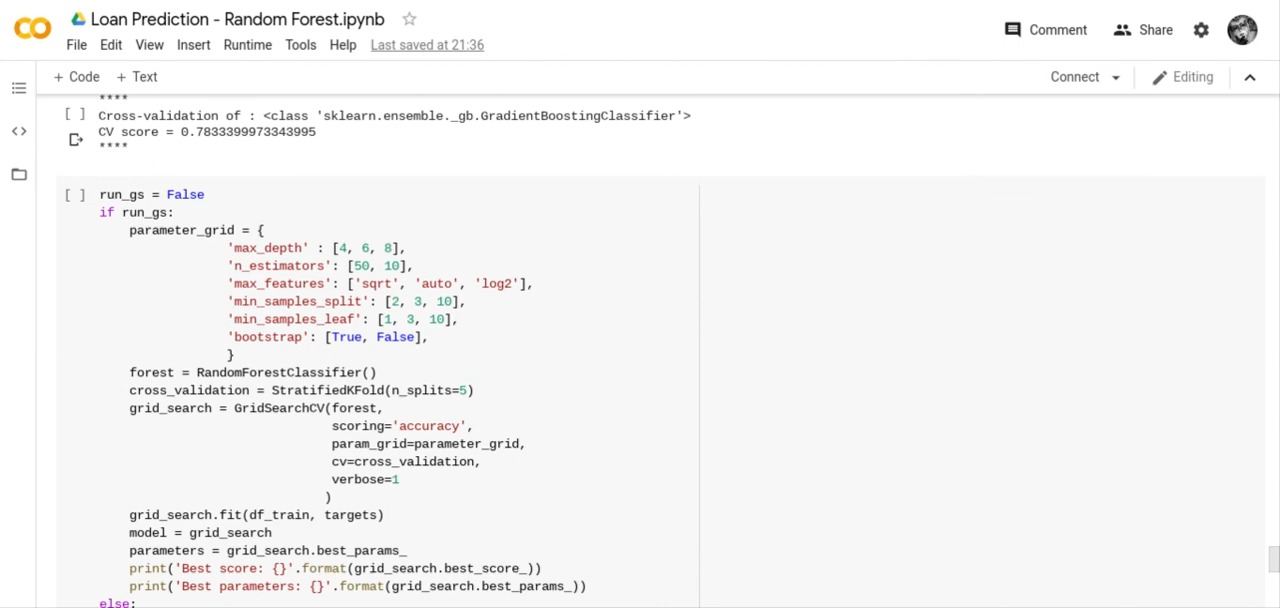 Loan Prediction - Random Forest.ipynb
Comment
Share
File Edit View Insert Runtime Tools Help Last saved at 21:36
+ Code + Text
Connect
Editing
****
[ ] Cross-validation of : <class 'sklearn.ensemble._gb.GradientBoostingClassifier'>
CV score = 0.7833399973343995
****
[ ] run_gs = False
if run_gs:
    parameter_grid = {
                 'max_depth' : [4, 6, 8],
                 'n_estimators': [50, 10],
                 'max_features': ['sqrt', 'auto', 'log2'],
                 'min_samples_split': [2, 3, 10],
                 'min_samples_leaf': [1, 3, 10],
                 'bootstrap': [True, False],
                 }
    forest = RandomForestClassifier()
    cross_validation = StratifiedKFold(n_splits=5)
    grid_search = GridSearchCV(forest,
                               scoring='accuracy',
                               param_grid=parameter_grid,
                               cv=cross_validation,
                               verbose=1
                              )
    grid_search.fit(df_train, targets)
    model = grid_search
    parameters = grid_search.best_params_
    print('Best score: {}'.format(grid_search.best_score_))
    print('Best parameters: {}'.format(grid_search.best_params_))
else: